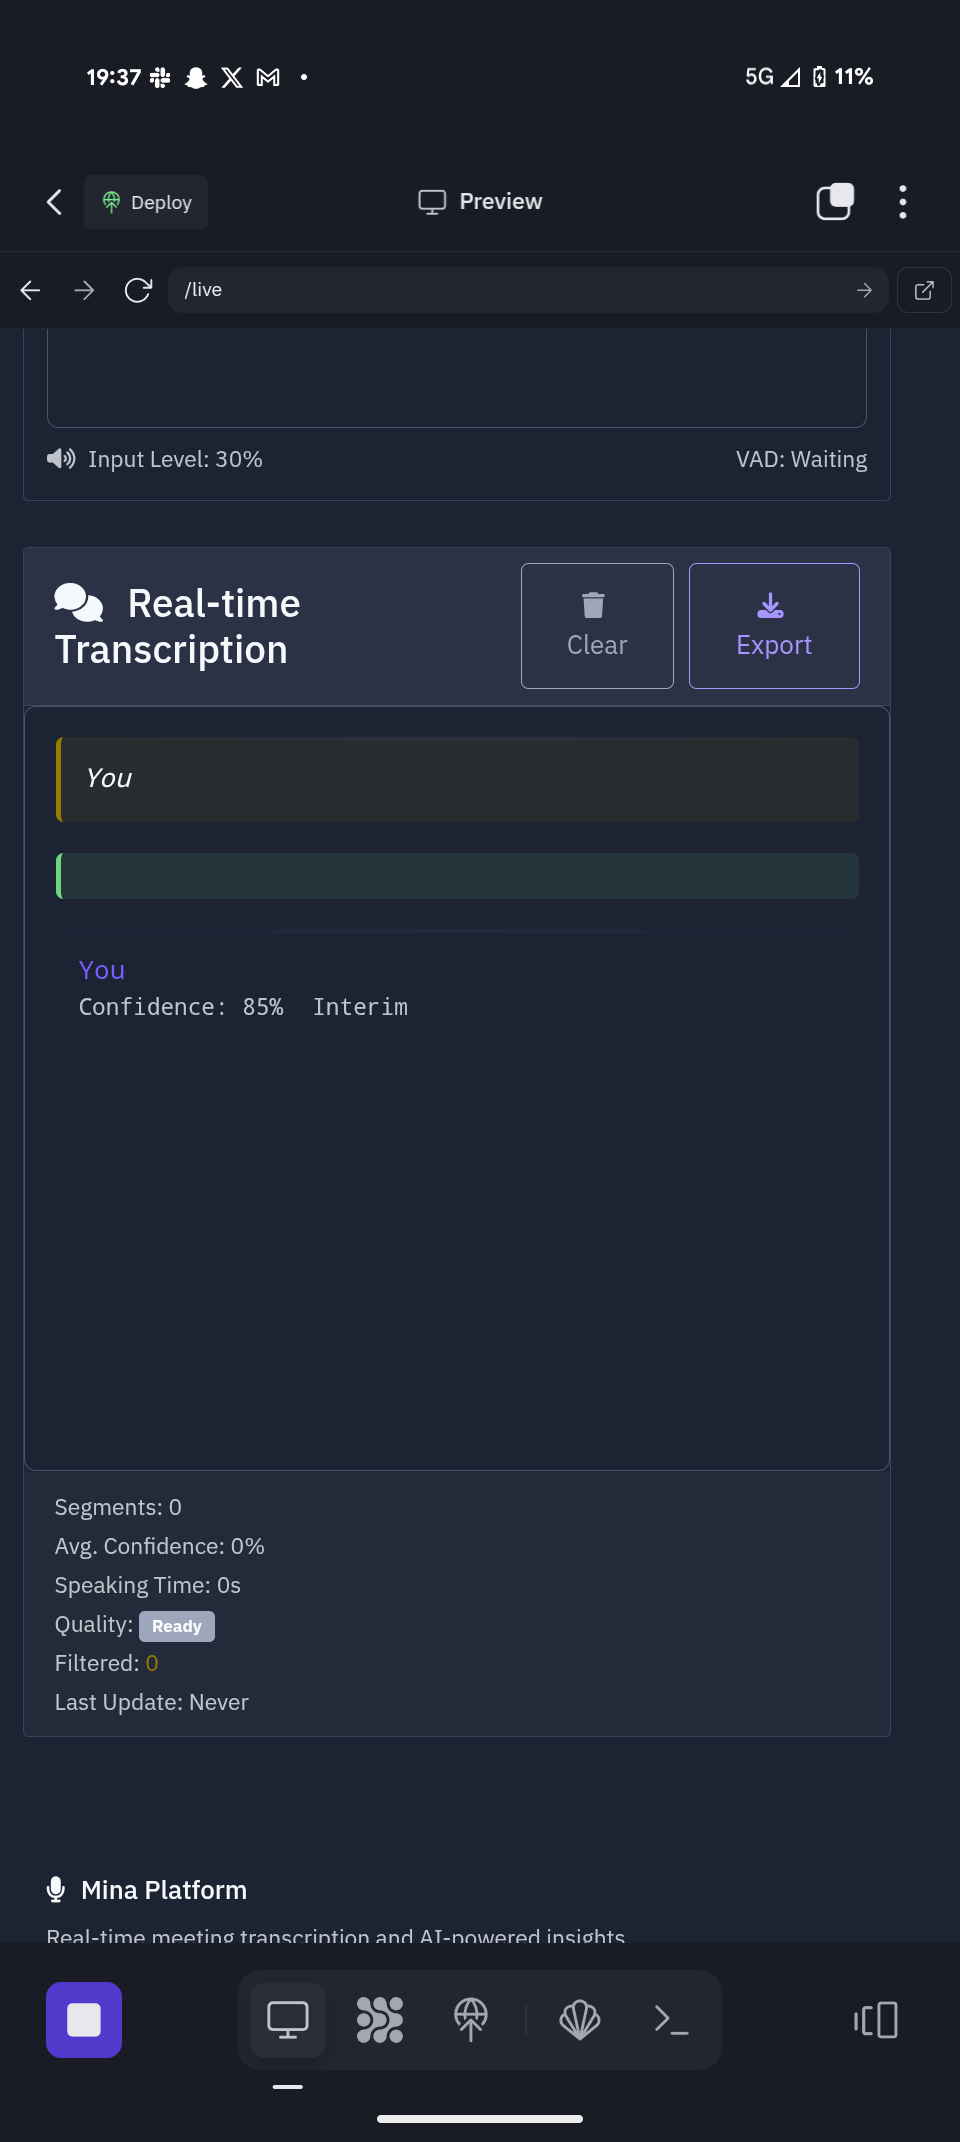 19:37
5G 11%
Deploy
Preview
/live
Input Level: 30%
VAD: Waiting
Real-time
Transcription
Clear
Export
You
You
Confidence: 85% Interim
Segments: 0
Avg. Confidence: 0%
Speaking Time: 0s
Quality: Ready
Filtered: 0
Last Update: Never
Mina Platform
Real-time meeting transcription and AI-powered insights